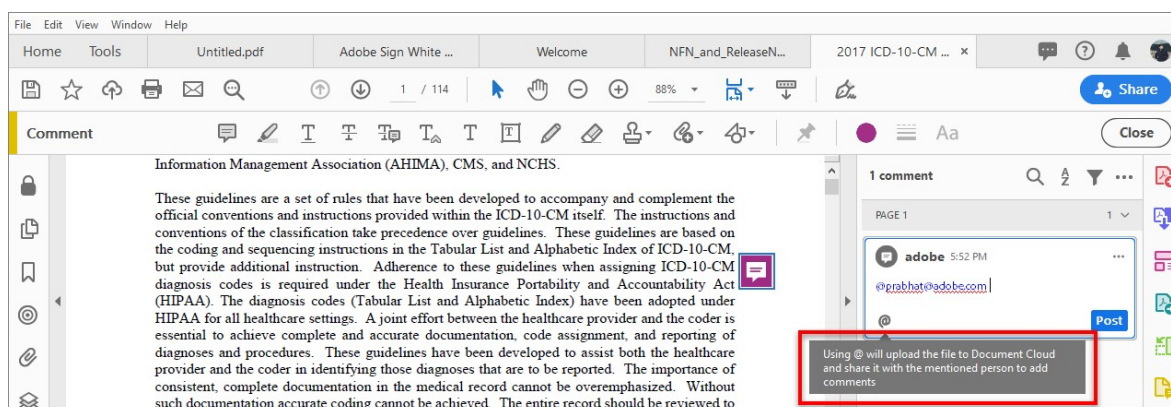 File Edit View Window Help
Home Tools Untitled.pdf Adobe Sign White ... Welcome NFN_and_ReleaseN... 2017 ICD-10-CM ... ×
1 / 114 88% Share
Comment Aa Close
Information Management Association (AHIMA), CMS, and NCHS.
These guidelines are a set of rules that have been developed to accompany and complement the
official conventions and instructions provided within the ICD-10-CM itself. The instructions and
conventions of the classification take precedence over guidelines. These guidelines are based on
the coding and sequencing instructions in the Tabular List and Alphabetic Index of ICD-10-CM,
but provide additional instruction. Adherence to these guidelines when assigning ICD-10-CM
diagnosis codes is required under the Health Insurance Portability and Accountability Act
(HIPAA). The diagnosis codes (Tabular List and Alphabetic Index) have been adopted under
HIPAA for all healthcare settings. A joint effort between the healthcare provider and the coder is
essential to achieve complete and accurate documentation, code assignment, and reporting of
diagnoses and procedures. These guidelines have been developed to assist both the healthcare
provider and the coder in identifying those diagnoses that are to be reported. The importance of
consistent, complete documentation in the medical record cannot be overemphasized. Without
such documentation accurate coding cannot be achieved. The entire record should be reviewed to
1 comment
PAGE 1 1
adobe 5:52 PM
@prabhat@adobe.com
@ Post
Using @ will upload the file to Document Cloud
and share it with the mentioned person to add
comments